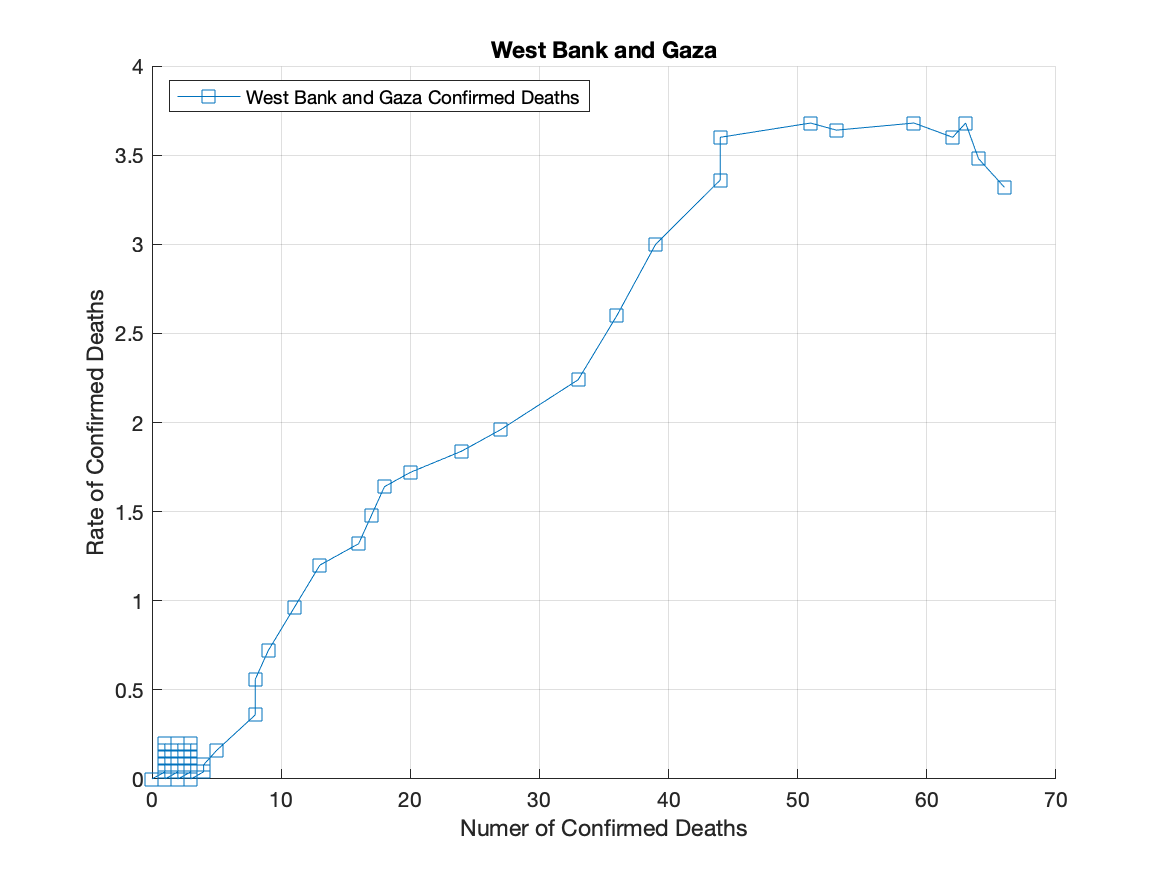 West Bank and Gaza
West Bank and Gaza Confirmed Deaths
4
3.5
3
2.5
2
1.5
1
0.5
0
Rate of Confirmed Deaths
0 10 20 30 40 50 60 70
Numer of Confirmed Deaths